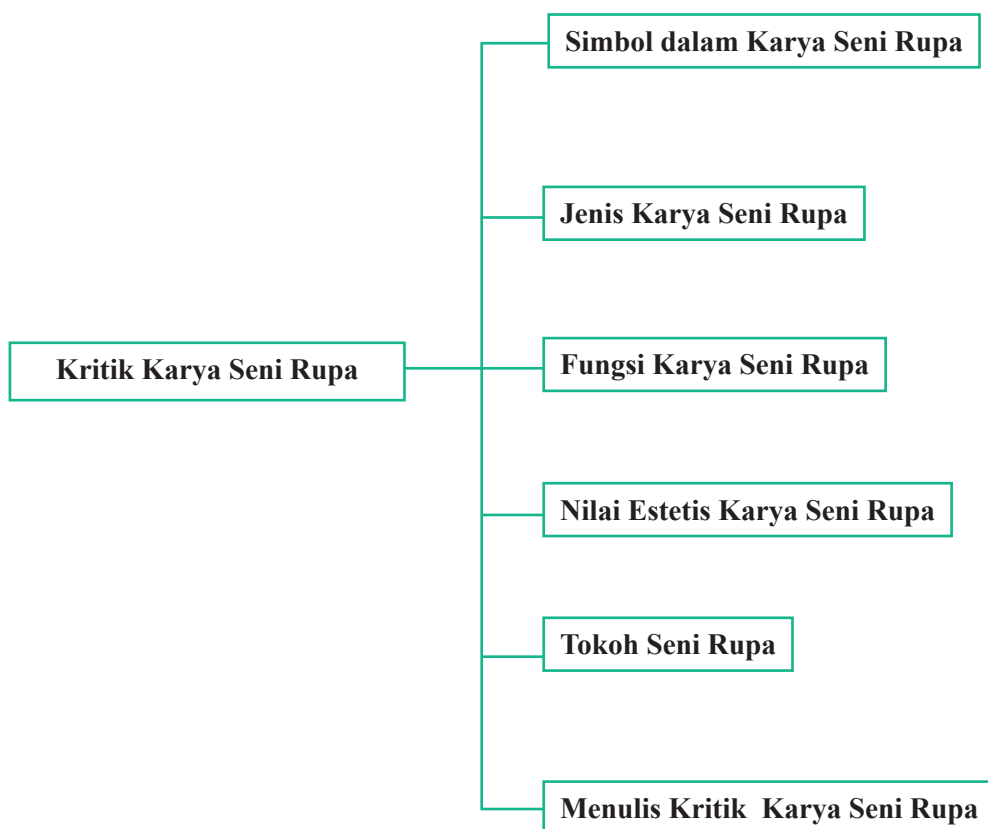 Simbol dalam Karya Seni Rupa
Jenis Karya Seni Rupa
Kritik Karya Seni Rupa
Fungsi Karya Seni Rupa
Nilai Estetis Karya Seni Rupa
Tokoh Seni Rupa
Menulis Kritik Karya Seni Rupa